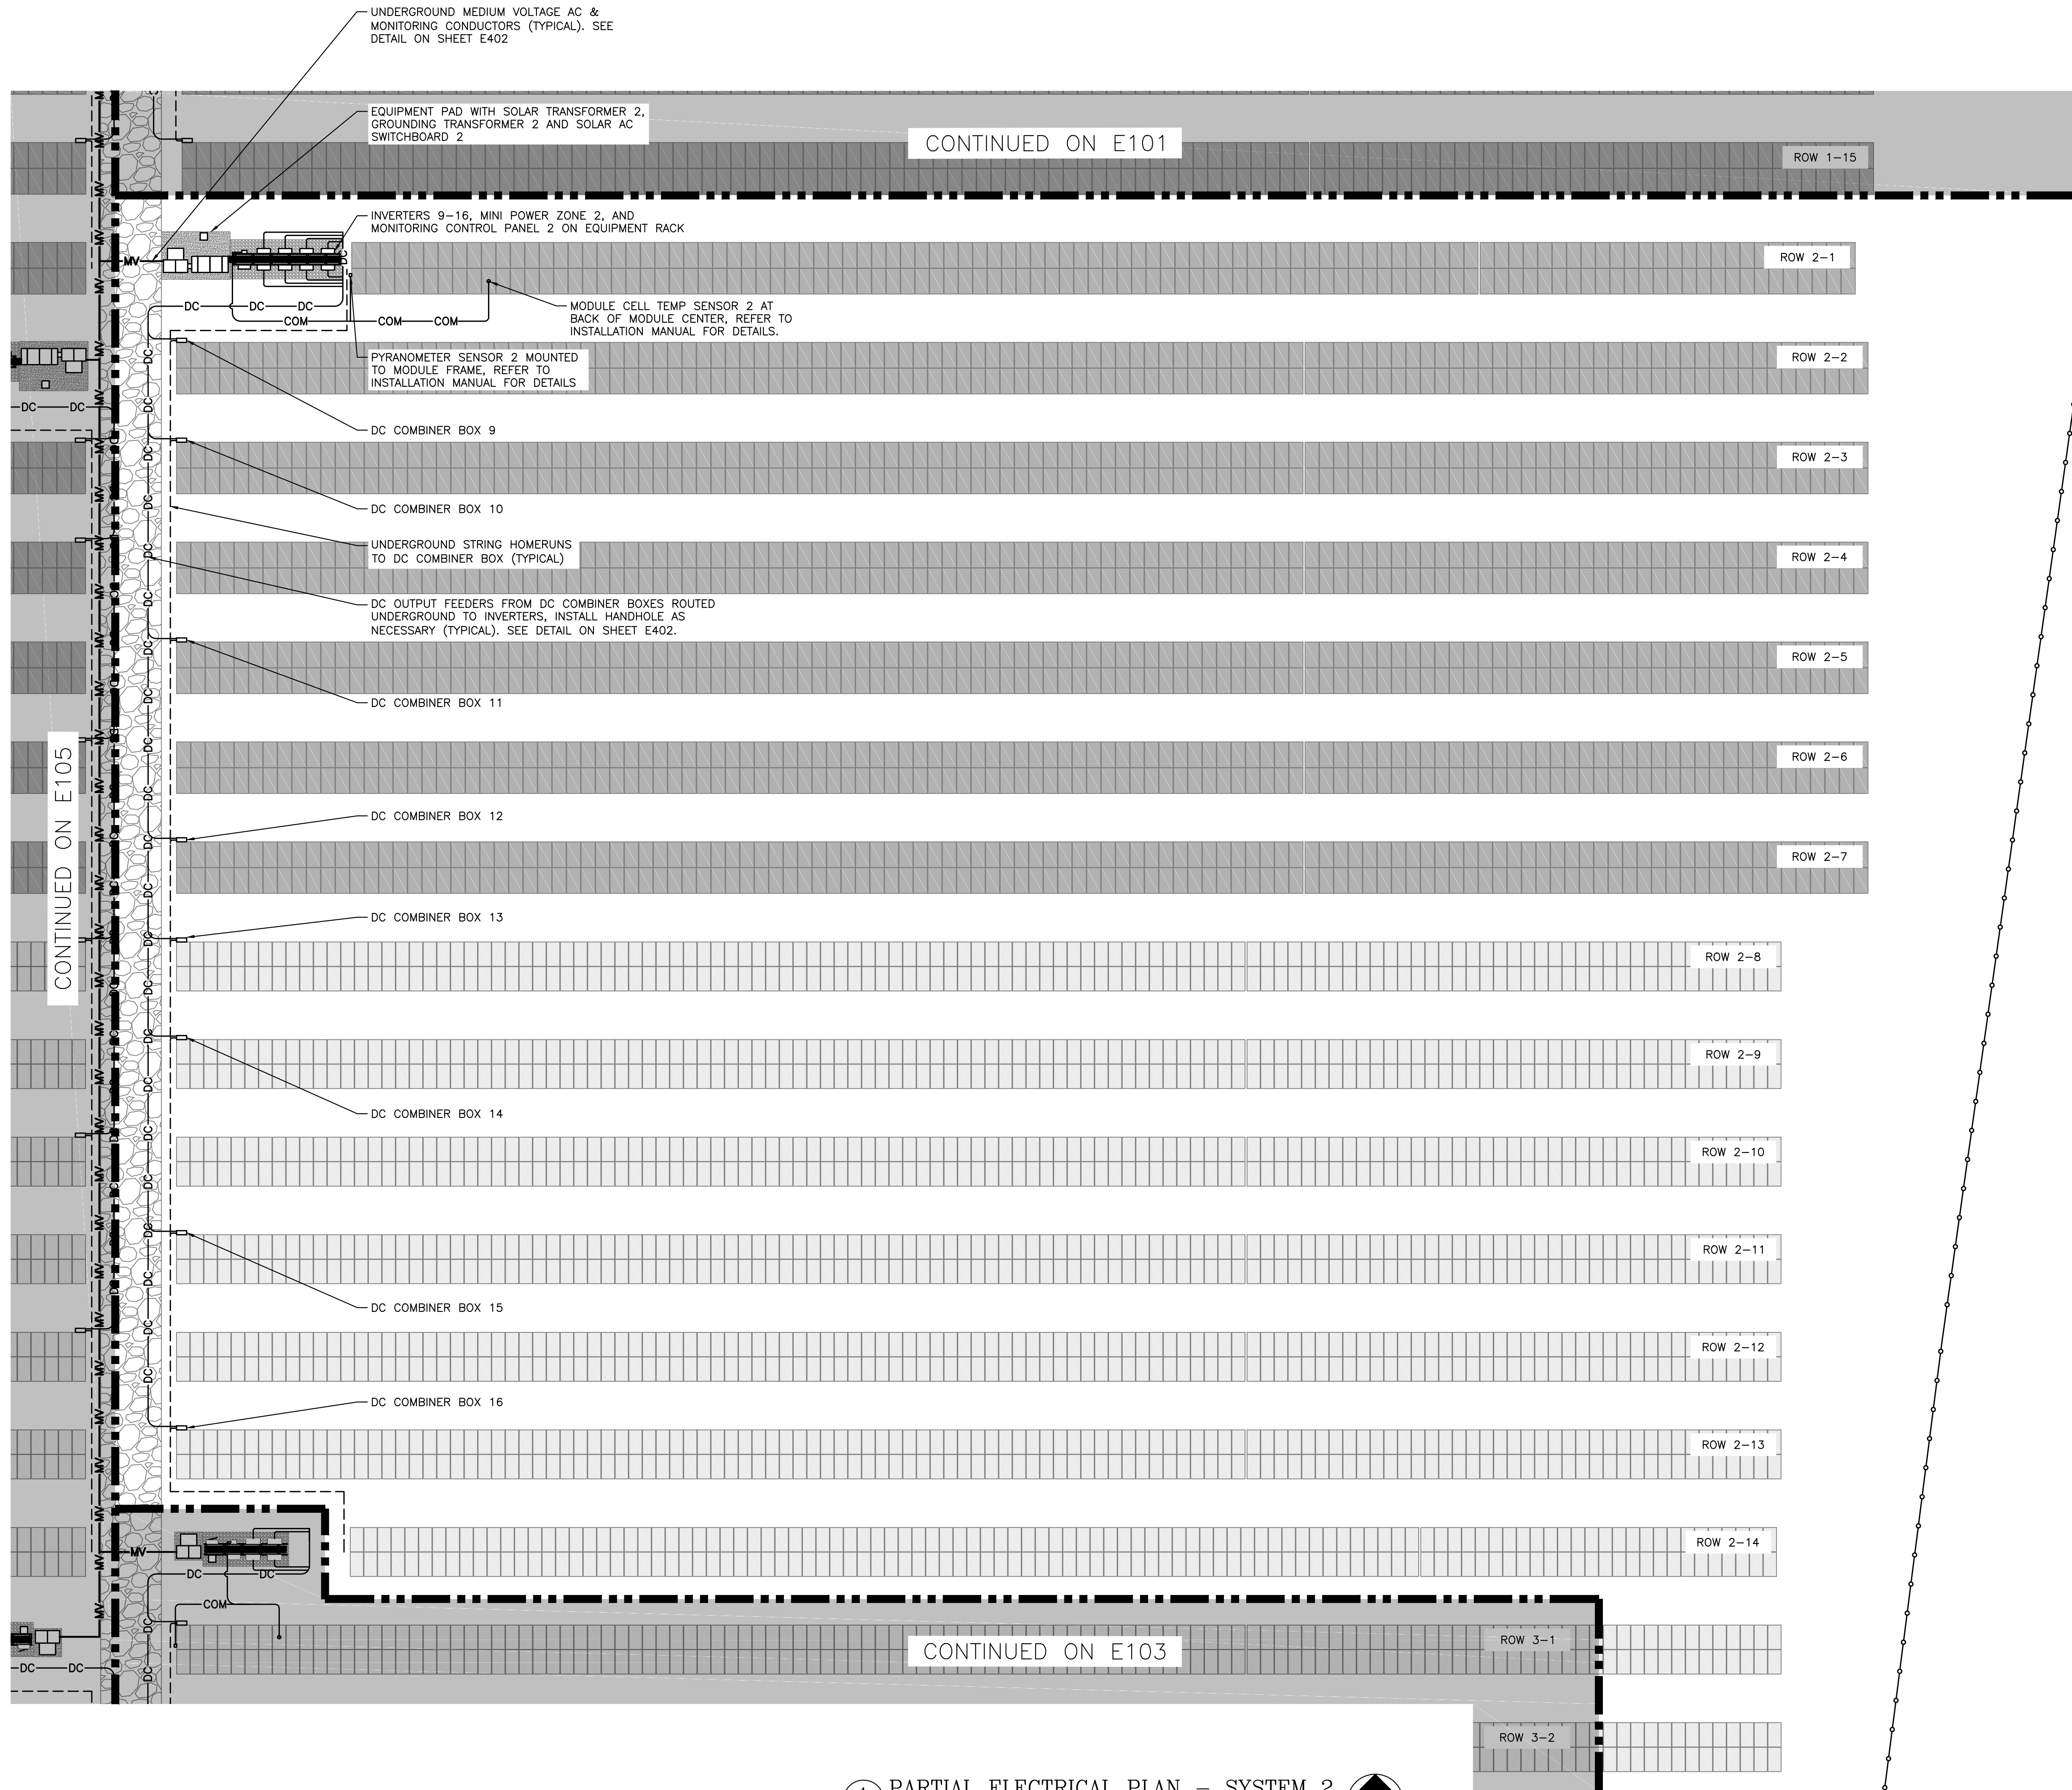 UNDERGROUND MEDIUM VOLTAGE AC &
MONITORING CONDUCTORS (TYPICAL). SEE
DETAIL ON SHEET E402
EQUIPMENT PAD WITH SOLAR TRANSFORMER 2,
GROUNDING TRANSFORMER 2 AND SOLAR AC
SWITCHBOARD 2
CONTINUED ON E101
ROW 1-15
INVERTERS 9-16, MINI POWER ZONE 2, AND
MONITORING CONTROL PANEL 2 ON EQUIPMENT RACK
MV
DC
ROW 2-1
DC DC DC
COM COM COM
MODULE CELL TEMP SENSOR 2 AT
BACK OF MODULE CENTER, REFER TO
INSTALLATION MANUAL FOR DETAILS.
PYRANOMETER SENSOR 2 MOUNTED
TO MODULE FRAME, REFER TO
INSTALLATION MANUAL FOR DETAILS
ROW 2-2
DC DC
DC COMBINER BOX 9
ROW 2-3
DC COMBINER BOX 10
UNDERGROUND STRING HOMERUNS
TO DC COMBINER BOX (TYPICAL)
ROW 2-4
DC OUTPUT FEEDERS FROM DC COMBINER BOXES ROUTED
UNDERGROUND TO INVERTERS, INSTALL HANDHOLE AS
NECESSARY (TYPICAL). SEE DETAIL ON SHEET E402.
ROW 2-5
DC COMBINER BOX 11
ROW 2-6
CONTINUED ON E105
DC COMBINER BOX 12
ROW 2-7
DC COMBINER BOX 13
ROW 2-8
ROW 2-9
DC COMBINER BOX 14
ROW 2-10
ROW 2-11
DC COMBINER BOX 15
ROW 2-12
DC COMBINER BOX 16
ROW 2-13
ROW 2-14
MV
DC DC
COM
CONTINUED ON E103
ROW 3-1
DC DC
ROW 3-2
PARTIAL ELECTRICAL PLAN - SYSTEM 2